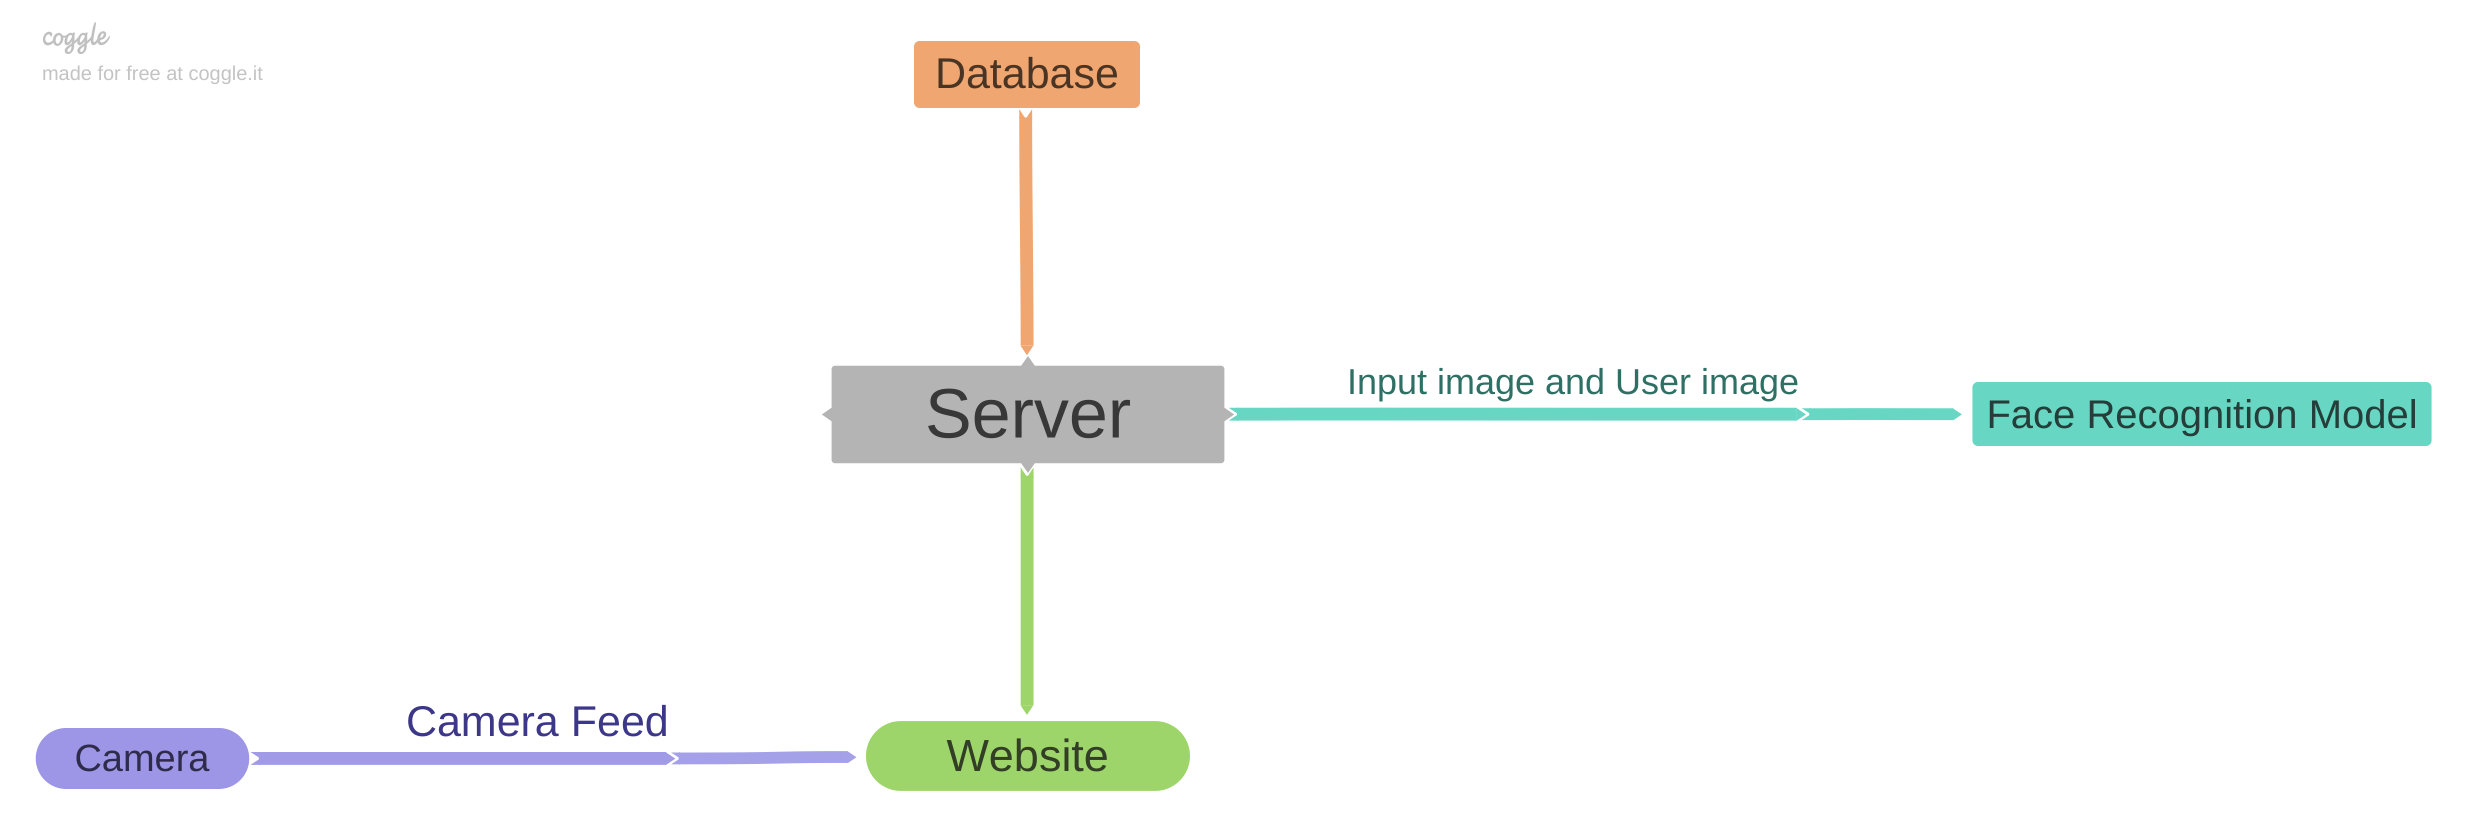 coggle
made for free at coggle.it
Database
Server
Input image and User image
Face Recognition Model
Camera Feed
Camera
Website